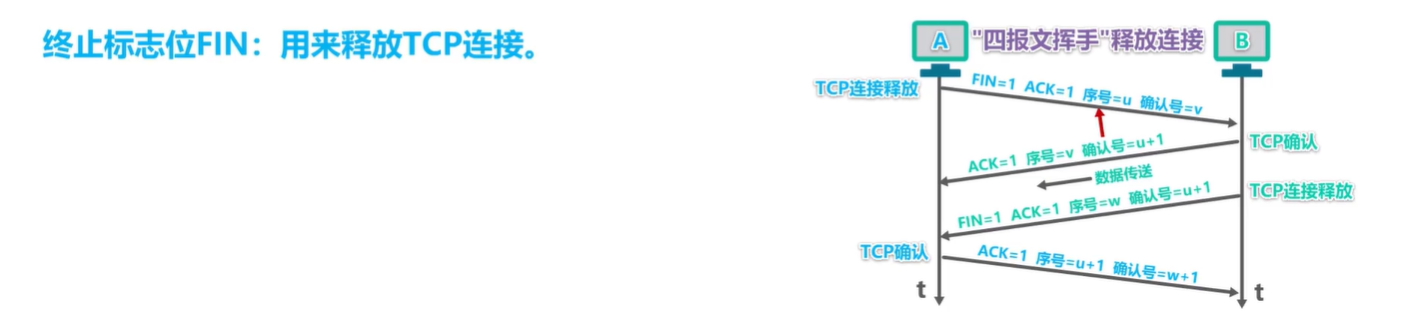 终止标志位FIN：用来释放TCP连接。
A "四报文挥手"释放连接 B
TCP连接释放
FIN=1 ACK=1 序号=u 确认号=v
TCP确认
ACK=1 序号=v 确认号=u+1
数据传送
TCP连接释放
FIN=1 ACK=1 序号=w 确认号=u+1
TCP确认
ACK=1 序号=u+1 确认号=w+1
t t